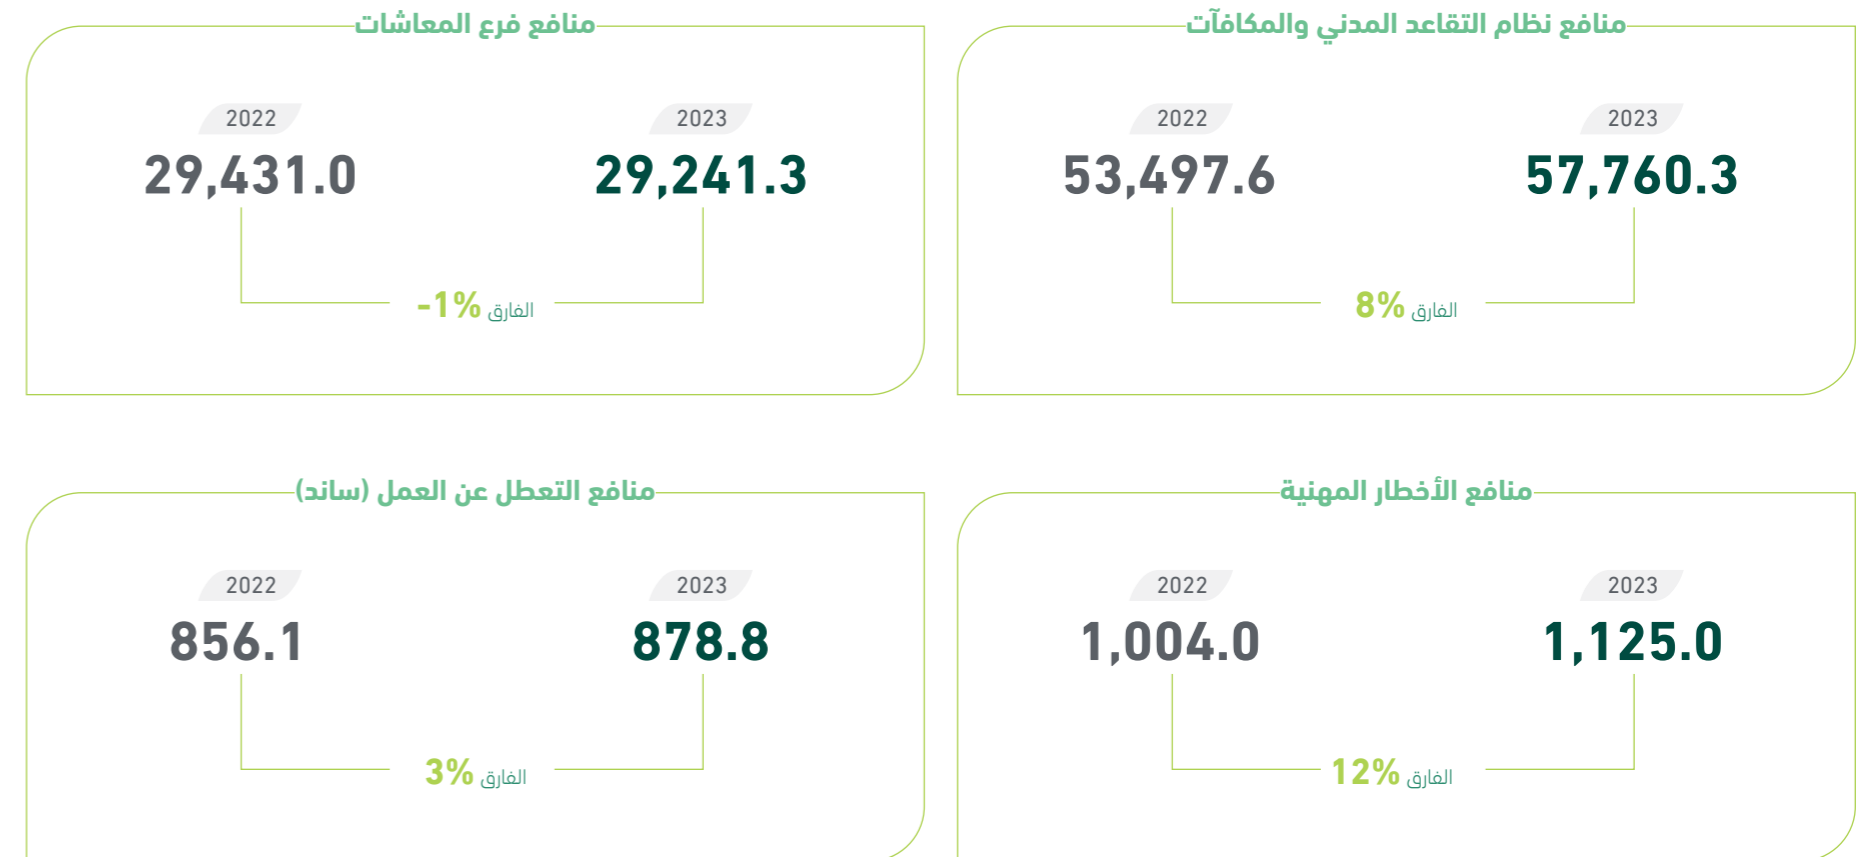 منافع نظام التقاعد المدني والمكافآت
2023
2022
57,760.3
53,497.6
الفارق 8%
منافع فرع المعاشات
2023
2022
29,241.3
29,431.0
الفارق -1%
منافع الأخطار المهنية
2023
2022
1,125.0
1,004.0
الفارق 12%
منافع التعطل عن العمل (ساند)
2023
2022
878.8
856.1
الفارق 3%